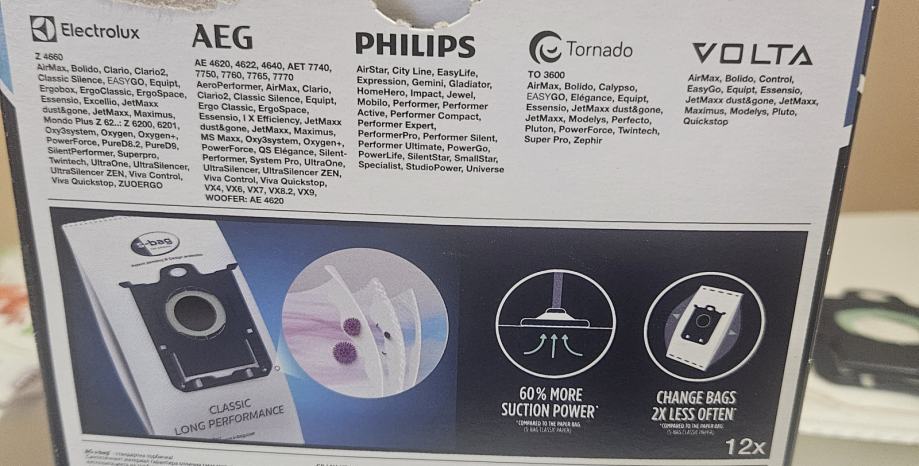 Electrolux
Z 4660
AirMax, Bolido, Clario, Clario2,
Classic Silence, EASYGO, Equipt,
Ergobox, ErgoClassic, ErgoSpace,
Essensio, Excellio, JetMaxx
dust&gone, JetMaxx, Maximus,
Mondo Plus Z 62...: Z 6200, 6201,
Oxy3system, Oxygen, Oxygen+,
PowerForce, PureD8.2, PureD9,
SilentPerformer, Superpro,
Twintech, UltraOne, UltraSilencer,
UltraSilencer ZEN, Viva Control,
Viva Quickstop, ZUOERGO
AEG
AE 4620, 4622, 4640, AET 7740,
7750, 7760, 7765, 7770
AeroPerformer, AirMax, Clario,
Clario2, Classic Silence, Equipt,
Ergo Classic, ErgoSpace,
Essensio, I X Efficiency, JetMaxx
dust&gone, JetMaxx, Maximus,
MS Maxx, Oxy3system, Oxygen+,
PowerForce, QS Elégance, Silent-
Performer, System Pro, UltraOne,
UltraSilencer, UltraSilencer ZEN,
Viva Control, Viva Quickstop,
VX4, VX6, VX7, VX8.2, VX9,
WOOFER: AE 4620
PHILIPS
AirStar, City Line, EasyLife,
Expression, Gemini, Gladiator,
HomeHero, Impact, Jewel,
Mobilo, Performer, Performer
Active, Performer Compact,
Performer Expert,
PerformerPro, Performer Silent,
Performer Ultimate, PowerGo,
PowerLife, SilentStar, SmallStar,
Specialist, StudioPower, Universe
Tornado
TO 3600
AirMax, Bolido, Calypso,
EASYGO, Elégance, Equipt,
Essensio, JetMaxx dust&gone,
JetMaxx, Modelys, Perfecto,
Pluton, PowerForce, Twintech,
Super Pro, Zephir
VOLTA
AirMax, Bolido, Control,
EasyGo, Equipt, Essensio,
JetMaxx dust&gone, JetMaxx,
Maximus, Modelys, Pluto,
Quickstop
s-bag
CLASSIC
LONG PERFORMANCE
60% MORE
SUCTION POWER*
*COMPARED TO THE PAPER BAG
(S-BAG CLASSIC PAPER)
CHANGE BAGS
2X LESS OFTEN*
*COMPARED TO THE PAPER BAG
(S-BAG CLASSIC PAPER)
12x